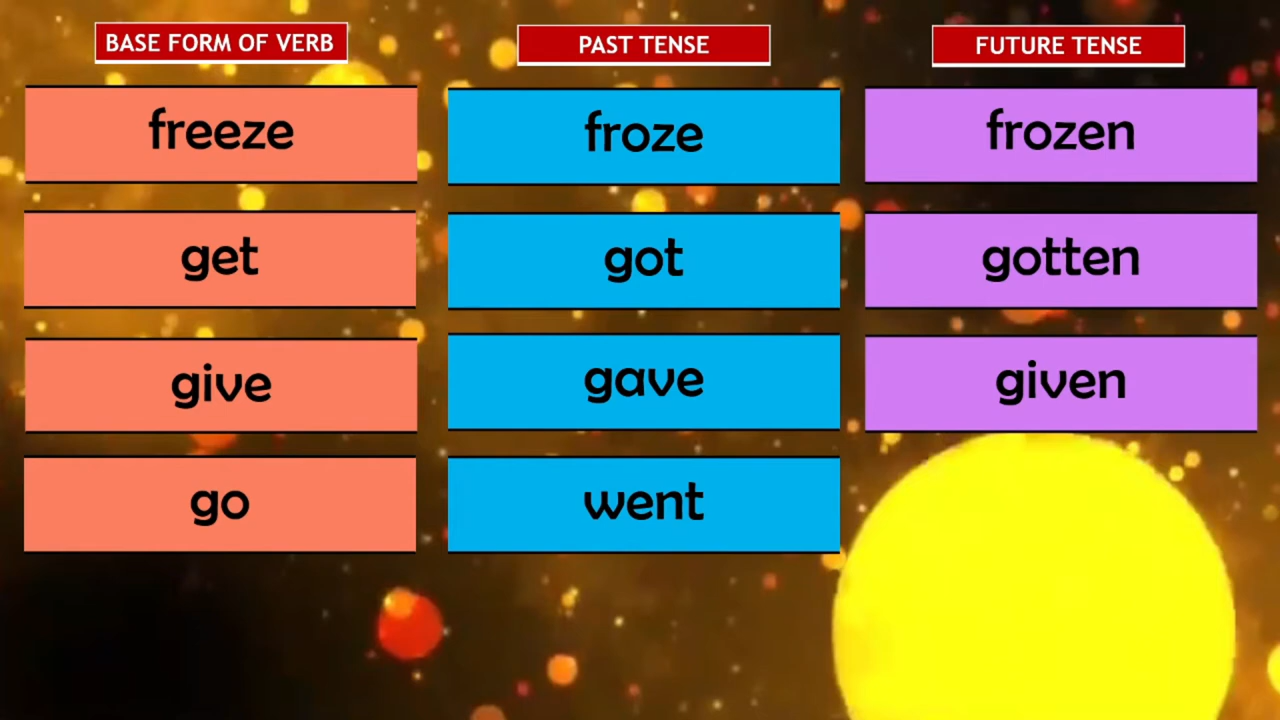 BASE FORM OF VERB
PAST TENSE
FUTURE TENSE
freeze
froze
frozen
get
got
gotten
give
gave
given
go
went